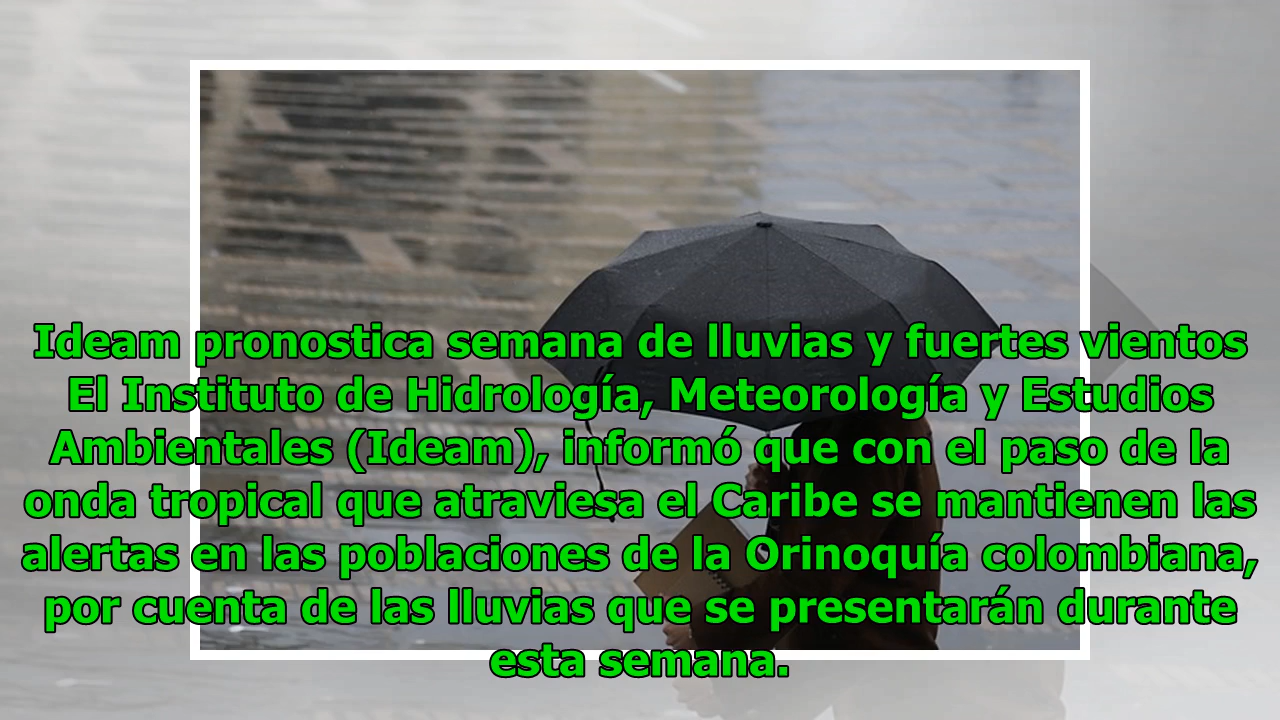 Ideam pronostica semana de lluvias y fuertes vientos
El Instituto de Hidrología, Meteorología y Estudios
Ambientales (Ideam), informó que con el paso de la
onda tropical que atraviesa el Caribe se mantienen las
alertas en las poblaciones de la Orinoquía colombiana,
por cuenta de las lluvias que se presentarán durante
esta semana.